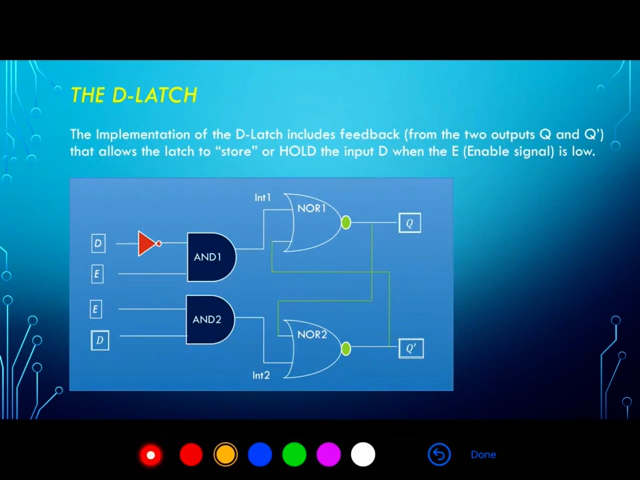 THE D-LATCH
The Implementation of the D-Latch includes feedback (from the two outputs Q and Q’)
that allows the latch to “store” or HOLD the input D when the E (Enable signal) is low.
Int1
NOR1
Q
D
AND1
E
E
AND2
D
NOR2
Q'
Int2
Done